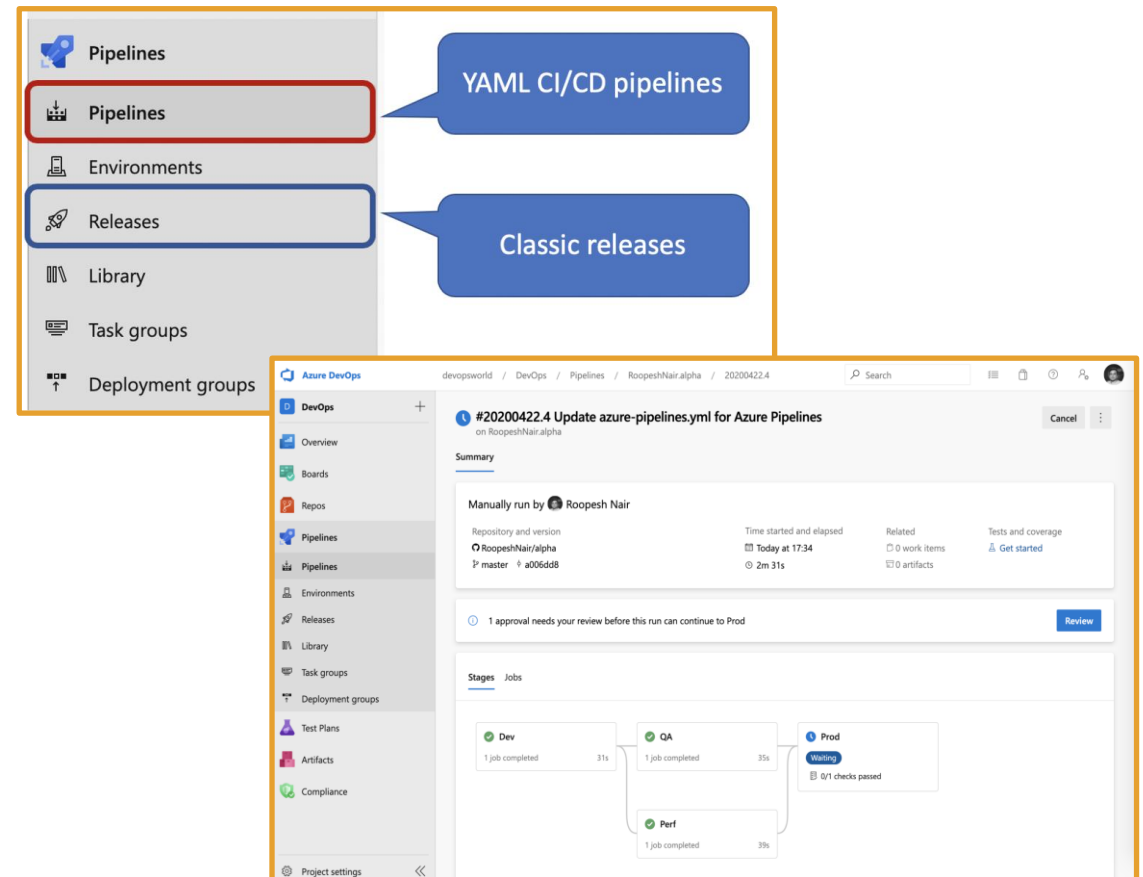 Pipelines
Pipelines
Environments
Releases
Library
Task groups
Deployment groups
YAML CI/CD pipelines
Classic releases
Azure DevOps
devopsworld / DevOps / Pipelines / RoopeshNair.alpha / 20200422.4
Search
DevOps
Overview
Boards
Repos
Pipelines
Pipelines
Environments
Releases
Library
Task groups
Deployment groups
Test Plans
Artifacts
Compliance
Project settings
#20200422.4 Update azure-pipelines.yml for Azure Pipelines
on RoopeshNair.alpha
Cancel
Summary
Manually run by Roopesh Nair
Repository and version
RoopeshNair/alpha
master a006dd8
Time started and elapsed
Today at 17:34
2m 31s
Related
0 work items
0 artifacts
Tests and coverage
Get started
1 approval needs your review before this run can continue to Prod
Review
Stages Jobs
Dev
1 job completed 31s
QA
1 job completed 35s
Prod
Waiting
0/1 checks passed
Perf
1 job completed 39s